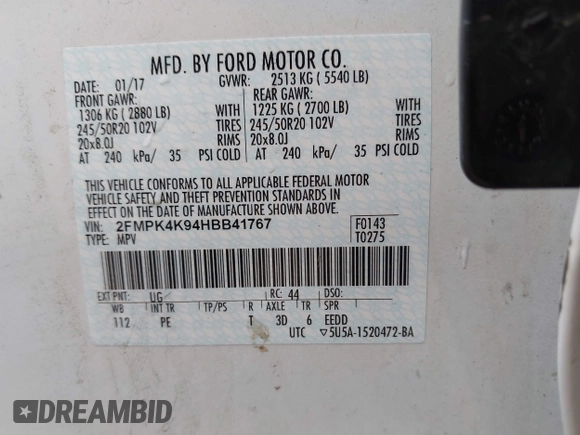 MFD. BY FORD MOTOR CO.
DATE: 01/17 GVWR: 2513 KG ( 5540 LB)
FRONT GAWR: REAR GAWR:
1306 KG ( 2880 LB) WITH 1225 KG ( 2700 LB) WITH
245/50R20 102V TIRES 245/50R20 102V TIRES
20x8.0J RIMS 20x8.0J RIMS
AT 240 kPa/ 35 PSI COLD AT 240 kPa/ 35 PSI COLD
THIS VEHICLE CONFORMS TO ALL APPLICABLE FEDERAL MOTOR
VEHICLE SAFETY AND THEFT PREVENTION STANDARDS IN
EFFECT ON THE DATE OF MANUFACTURE SHOWN ABOVE.
VIN: 2FMPK4K94HBB41767 F0143
TYPE: MPV T0275
EXT PNT: UG RC: 44 DSO:
WB INT TR TP/PS R AXLE TR SPR
112 PE T 3D 6 EEDD
UTC ▽5U5A-1520472-BA
DREAMBID